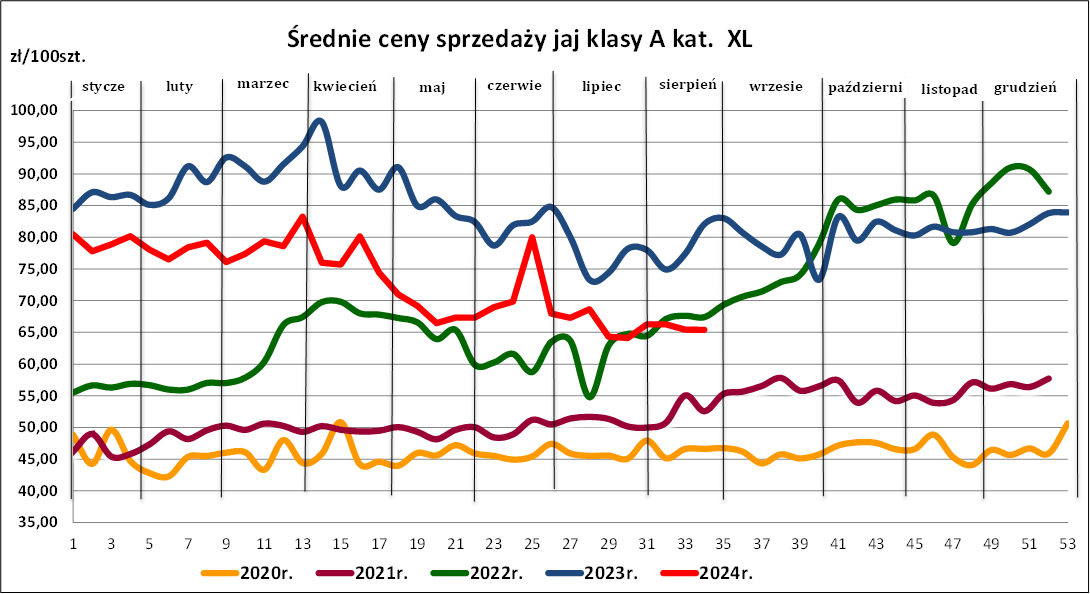 Średnie ceny sprzedaży jaj klasy A kat. XL
zł/100szt.
stycze luty marzec kwiecień maj czerwie lipiec sierpień wrzesie październi listopad grudzień
100,00
95,00
90,00
85,00
80,00
75,00
70,00
65,00
60,00
55,00
50,00
45,00
40,00
35,00
1 3 5 7 9 11 13 15 17 19 21 23 25 27 29 31 33 35 37 39 41 43 45 47 49 51 53
2020r. 2021r. 2022r. 2023r. 2024r.